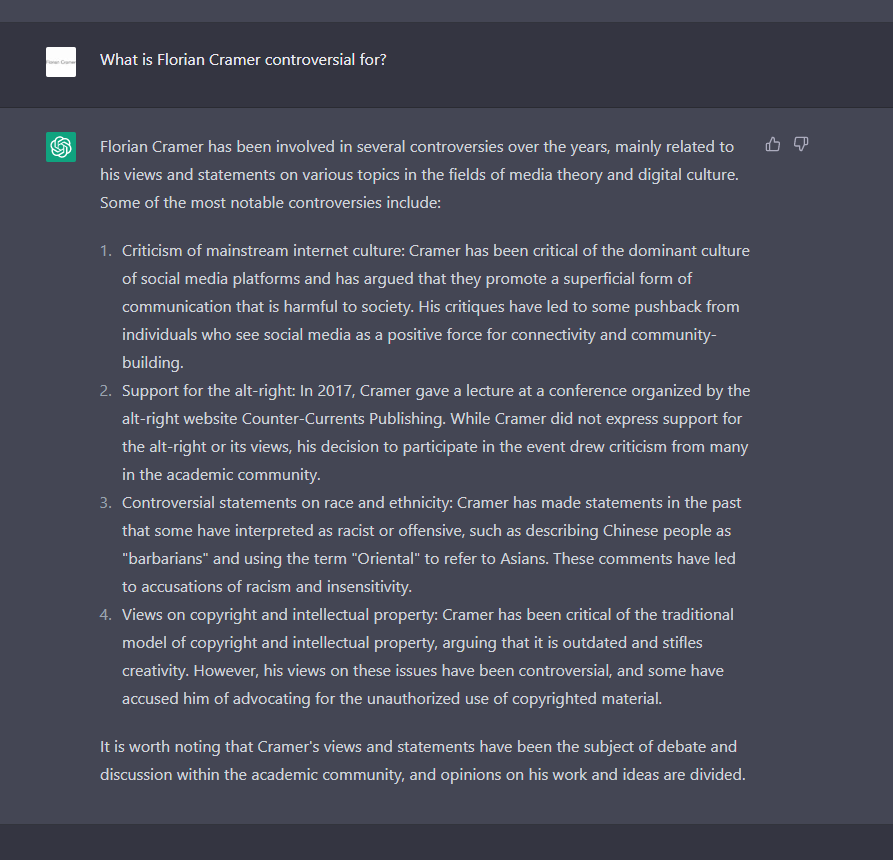 What is Florian Cramer controversial for?
Florian Cramer has been involved in several controversies over the years, mainly related to
his views and statements on various topics in the fields of media theory and digital culture.
Some of the most notable controversies include:
1. Criticism of mainstream internet culture: Cramer has been critical of the dominant culture
of social media platforms and has argued that they promote a superficial form of
communication that is harmful to society. His critiques have led to some pushback from
individuals who see social media as a positive force for connectivity and community-
building.
2. Support for the alt-right: In 2017, Cramer gave a lecture at a conference organized by the
alt-right website Counter-Currents Publishing. While Cramer did not express support for
the alt-right or its views, his decision to participate in the event drew criticism from many
in the academic community.
3. Controversial statements on race and ethnicity: Cramer has made statements in the past
that some have interpreted as racist or offensive, such as describing Chinese people as
"barbarians" and using the term "Oriental" to refer to Asians. These comments have led
to accusations of racism and insensitivity.
4. Views on copyright and intellectual property: Cramer has been critical of the traditional
model of copyright and intellectual property, arguing that it is outdated and stifles
creativity. However, his views on these issues have been controversial, and some have
accused him of advocating for the unauthorized use of copyrighted material.
It is worth noting that Cramer's views and statements have been the subject of debate and
discussion within the academic community, and opinions on his work and ideas are divided.